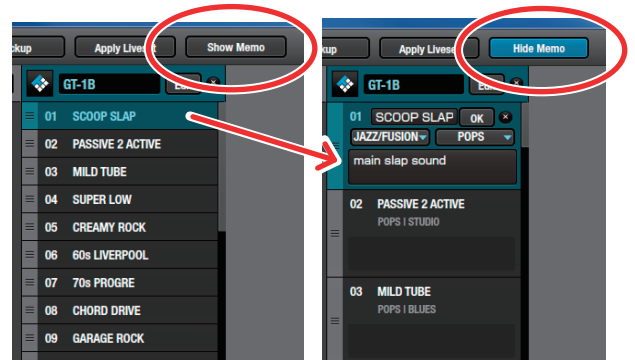 Apply Livese
Show Memo
GT-1B
01 SCOOP SLAP
02 PASSIVE 2 ACTIVE
03 MILD TUBE
04 SUPER LOW
05 CREAMY ROCK
06 60s LIVERPOOL
07 70s PROGRE
08 CHORD DRIVE
09 GARAGE ROCK
Apply Livese
Hide Memo
GT-1B
01 SCOOP SLAP OK
JAZZ/FUSION POPS
main slap sound
02 PASSIVE 2 ACTIVE
POPS | STUDIO
03 MILD TUBE
POPS | BLUES